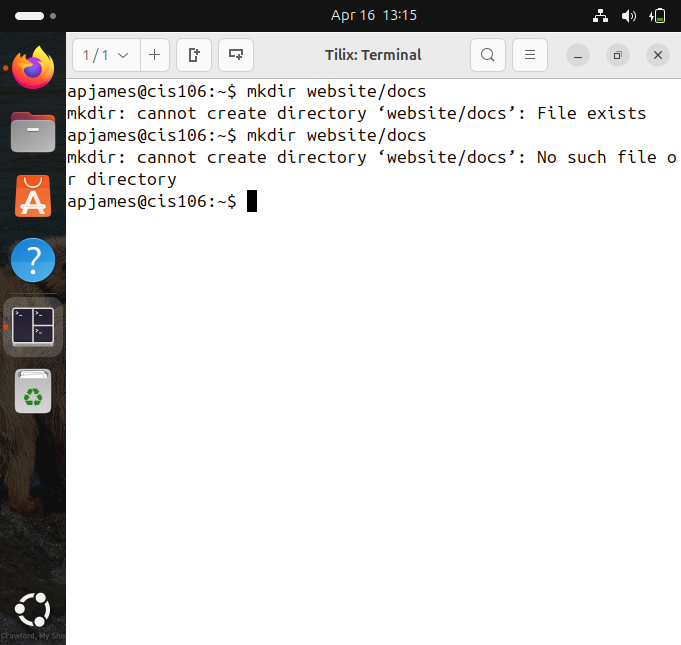 Apr 16 13:15
1 / 1
Tilix: Terminal
apjames@cis106:~$ mkdir website/docs
mkdir: cannot create directory ‘website/docs’: File exists
apjames@cis106:~$ mkdir website/docs
mkdir: cannot create directory ‘website/docs’: No such file o
r directory
apjames@cis106:~$
Crawford, My Sho